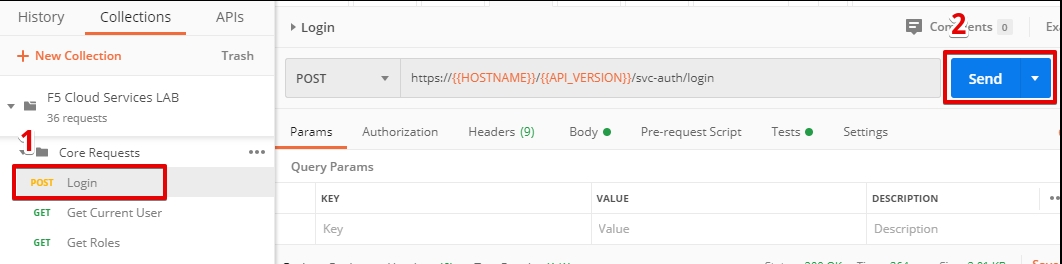 History Collections APIs
+ New Collection Trash
F5 Cloud Services LAB
36 requests
1
Core Requests
POST Login
GET Get Current User
GET Get Roles
Login
2
0
POST https://{{HOSTNAME}}/{{API_VERSION}}/svc-auth/login Send
Params Authorization Headers (9) Body Pre-request Script Tests Settings
Query Params
KEY VALUE DESCRIPTION
Key Value Description